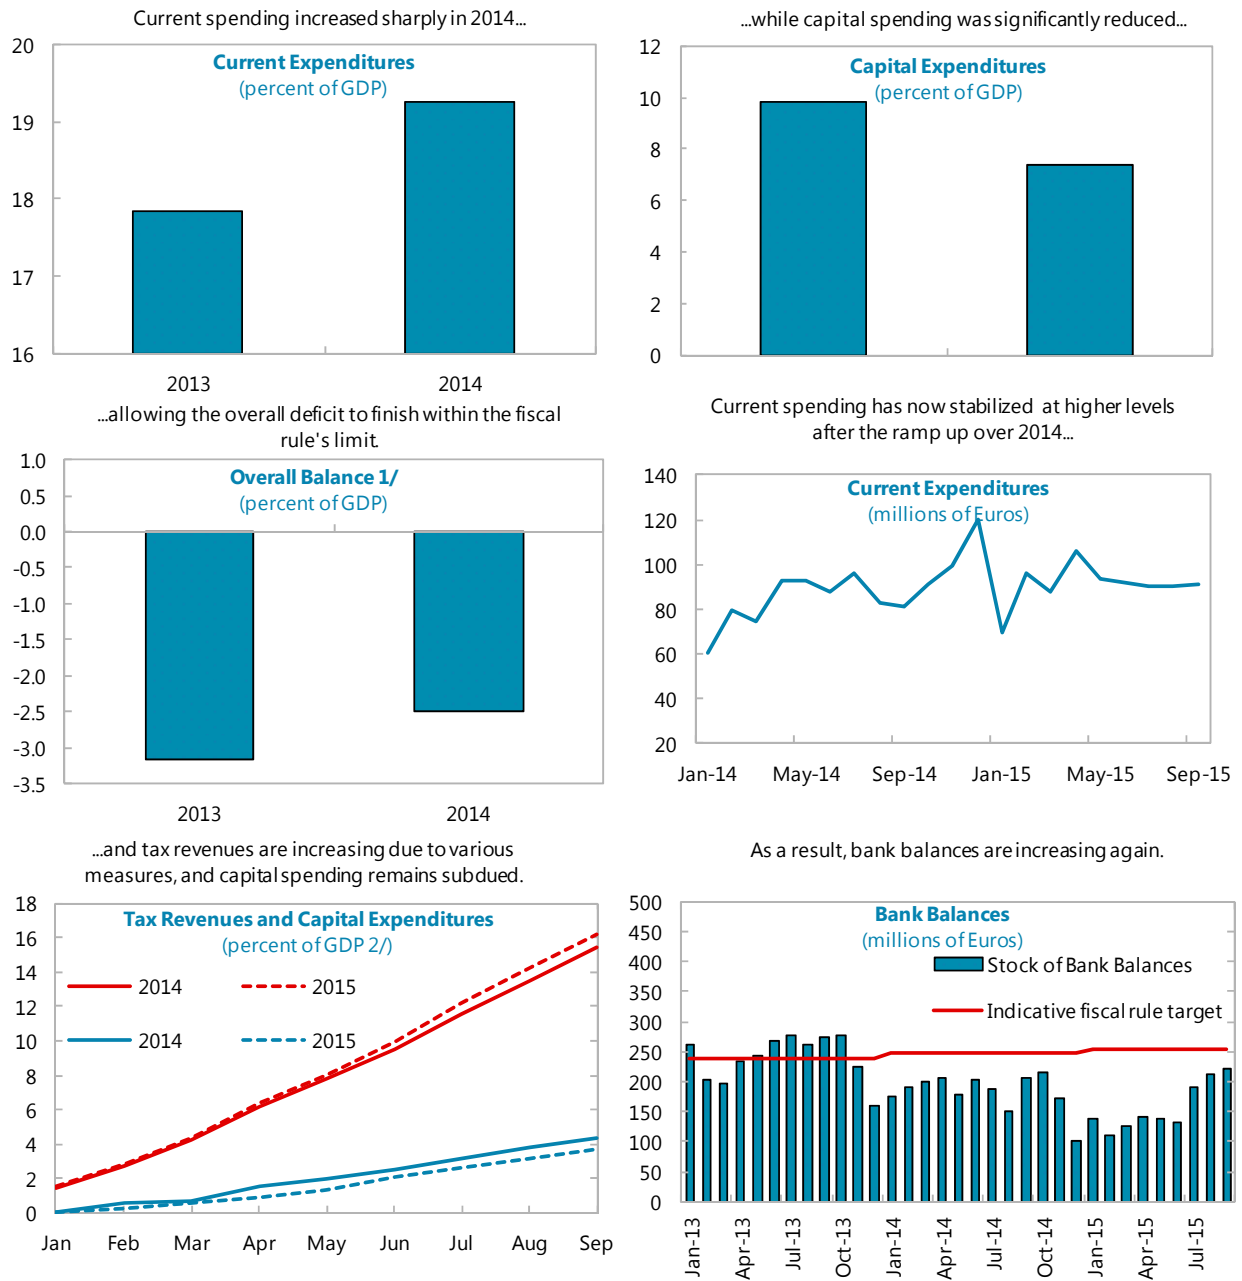 Current spending increased sharply in 2014...
Current Expenditures
(percent of GDP)
20
19
18
17
16
2013 2014
...while capital spending was significantly reduced...
Capital Expenditures
(percent of GDP)
12
10
8
6
4
2
0
...allowing the overall deficit to finish within the fiscal
rule's limit.
Overall Balance 1/
(percent of GDP)
1.0
0.5
0.0
-0.5
-1.0
-1.5
-2.0
-2.5
-3.0
-3.5
2013 2014
Current spending has now stabilized at higher levels
after the ramp up over 2014...
Current Expenditures
(millions of Euros)
140
120
100
80
60
40
20
Jan-14 May-14 Sep-14 Jan-15 May-15 Sep-15
...and tax revenues are increasing due to various
measures, and capital spending remains subdued.
Tax Revenues and Capital Expenditures
(percent of GDP 2/)
18
16
14
12
10
8
6
4
2
0
2014 2015
2014 2015
Jan Feb Mar Apr May Jun Jul Aug Sep
As a result, bank balances are increasing again.
Bank Balances
(millions of Euros)
Stock of Bank Balances
Indicative fiscal rule target
500
450
400
350
300
250
200
150
100
50
0
Jan-13 Apr-13 Jul-13 Oct-13 Jan-14 Apr-14 Jul-14 Oct-14 Jan-15 Apr-15 Jul-15